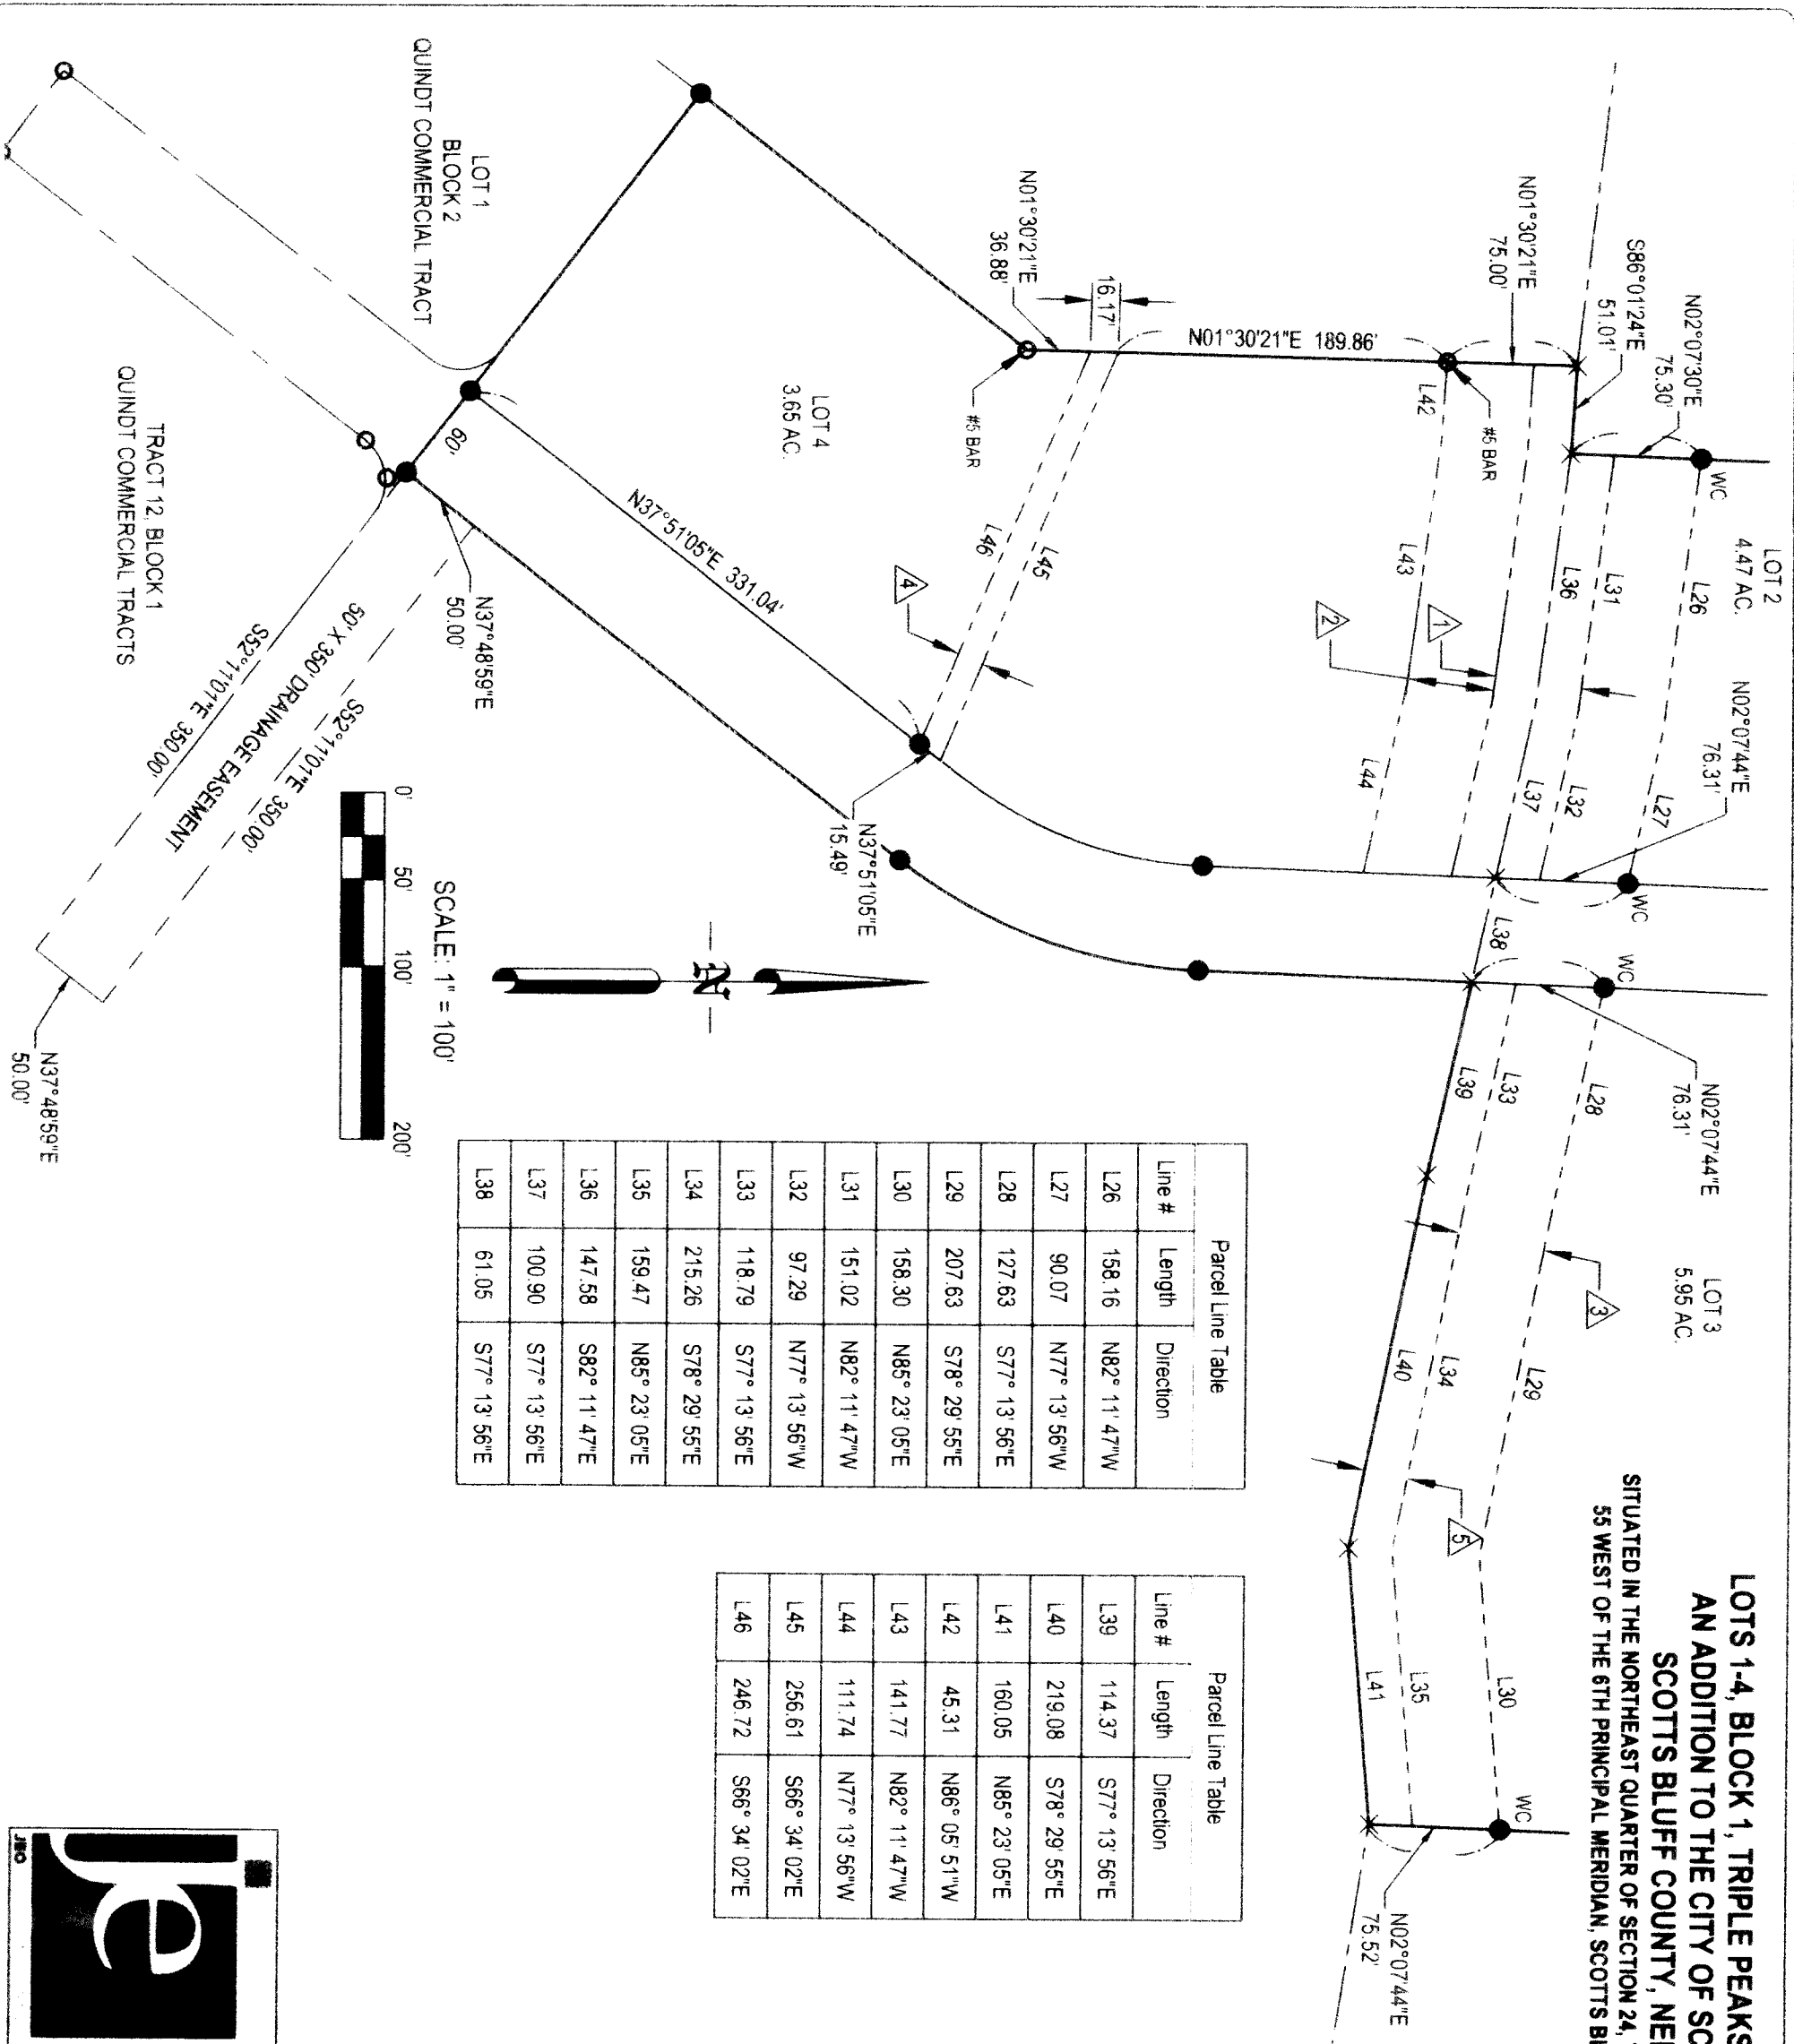 LOTS 1-4, BLOCK 1, TRIPLE PEAKS
AN ADDITION TO THE CITY OF
SCOTTS BLUFF COUNTY,
SITUATED IN THE NORTHEAST QUARTER OF SECTION 24,
55 WEST OF THE 6TH PRINCIPAL MERIDIAN, SCOTTS
LOT 2
4.47 AC.
LOT 3
5.95 AC.
N02°07'30"E
75.30'
S86°01'24"E
51.01'
N01°30'21"E
75.00'
N01°30'21"E 189.86'
N01°30'21"E
36.88'
16.17'
#5 BAR
#5 BAR
WC
WC
WC
WC
N02°07'44"E
76.31'
N02°07'44"E
76.31'
N02°07'44"E
75.52'
L26
L27
L28
L29
L30
L31
L32
L33
L34
L35
L36
L37
L38
L39
L40
L41
L42
L43
L44
L45
L46
1
2
3
4
5
LOT 4
3.65 AC.
N37°51'05"E 331.04'
N37°51'05"E
15.49'
60'
N37°48'59"E
50.00'
LOT 1
BLOCK 2
QUINDT COMMERCIAL TRACT
TRACT 12, BLOCK 1
QUINDT COMMERCIAL TRACTS
S52°11'01"E 350.00'
50' X 350' DRAINAGE EASEMENT
S52°11'01"E 350.00'
N37°48'59"E
50.00'
N
SCALE: 1" = 100'
0' 50' 100' 200'
Parcel Line Table
Line # Length Direction
L26 158.16 N82° 11' 47"W
L27 90.07 N77° 13' 56"W
L28 127.63 S77° 13' 56"E
L29 207.63 S78° 29' 55"E
L30 158.30 N85° 23' 05"E
L31 151.02 N82° 11' 47"W
L32 97.29 N77° 13' 56"W
L33 118.79 S77° 13' 56"E
L34 215.26 S78° 29' 55"E
L35 159.47 N85° 23' 05"E
L36 147.58 S82° 11' 47"E
L37 100.90 S77° 13' 56"E
L38 61.05 S77° 13' 56"E
Parcel Line Table
Line # Length Direction
L39 114.37 S77° 13' 56"E
L40 219.08 S78° 29' 55"E
L41 160.05 N85° 23' 05"E
L42 45.31 N86° 05' 51"W
L43 141.77 N82° 11' 47"W
L44 111.74 N77° 13' 56"W
L45 256.61 S66° 34' 02"E
L46 246.72 S66° 34' 02"E
JEO